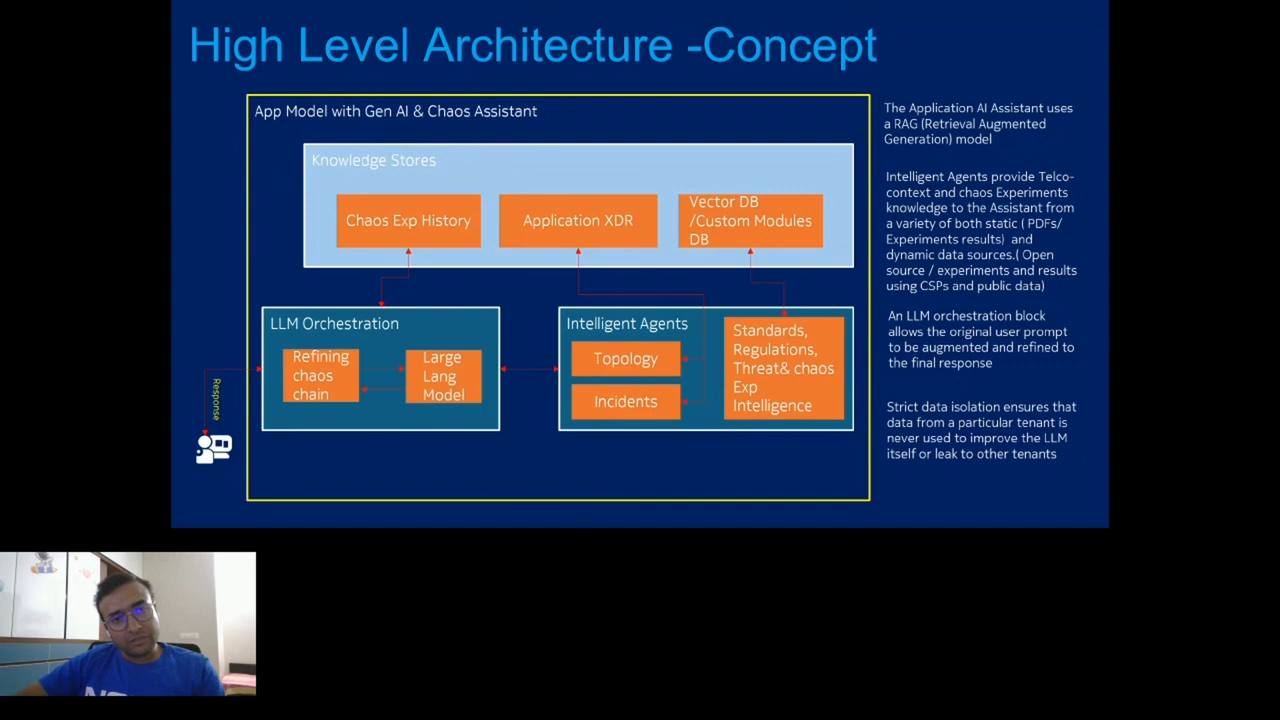 High Level Architecture -Concept
App Model with Gen AI & Chaos Assistant
Knowledge Stores
Chaos Exp History
Application XDR
Vector DB
/Custom Modules
DB
LLM Orchestration
Refining
chaos
chain
Large
Lang
Model
Intelligent Agents
Topology
Incidents
Standards,
Regulations,
Threat& chaos
Exp
Intelligence
Response
The Application AI Assistant uses
a RAG (Retrieval Augmented
Generation) model
Intelligent Agents provide Telco-
context and chaos Experiments
knowledge to the Assistant from
a variety of both static ( PDFs/
Experiments results)  and
dynamic data sources.( Open
source / experiments and results
using CSPs and public data)
An LLM orchestration block
allows the original user prompt
to be augmented and refined to
the final response
Strict data isolation ensures that
data from a particular tenant is
never used to improve the LLM
itself or leak to other tenants